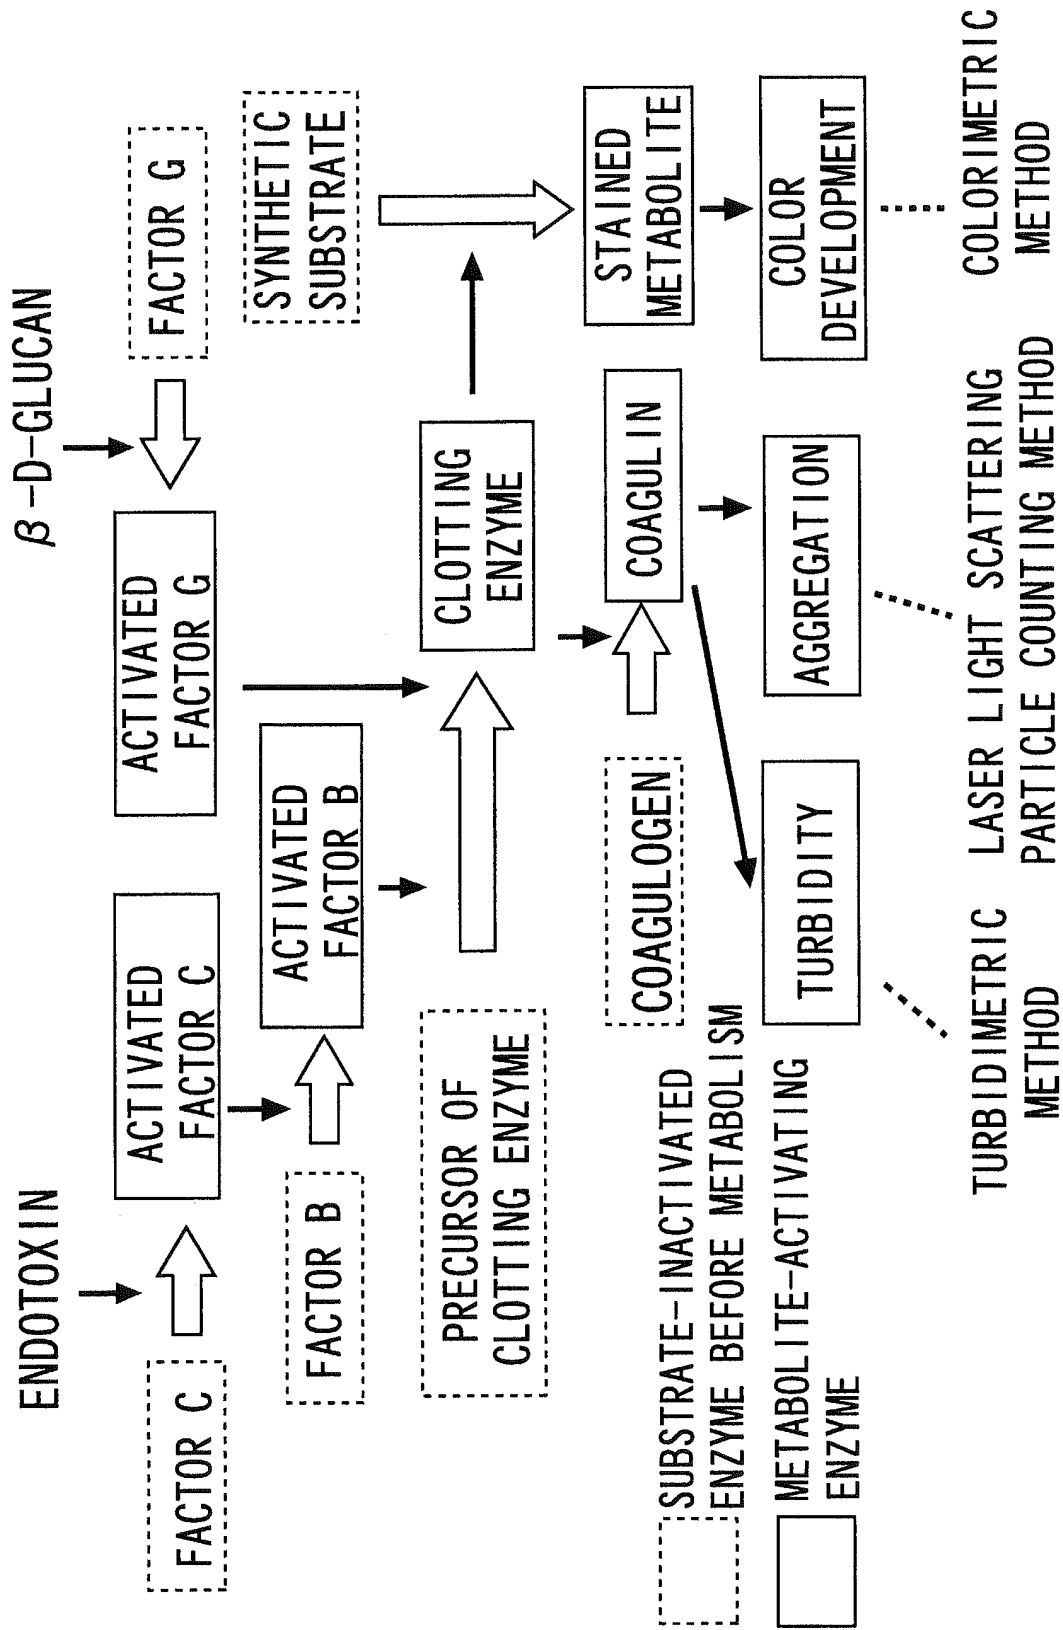 ENDOTOXIN
β-D-GLUCAN
FACTOR C
ACTIVATED
FACTOR C
ACTIVATED
FACTOR G
FACTOR G
FACTOR B
ACTIVATED
FACTOR B
SYNTHETIC
SUBSTRATE
PRECURSOR OF
CLOTTING ENZYME
CLOTTING
ENZYME
COAGULOGEN
COAGULIN
STAINED
METABOLITE
SUBSTRATE-INACTIVATED
ENZYME BEFORE METABOLISM
METABOLITE-ACTIVATING
ENZYME
TURBIDITY
AGGREGATION
COLOR
DEVELOPMENT
TURBIDIMETRIC
METHOD
LASER LIGHT SCATTERING
PARTICLE COUNTING METHOD
COLORIMETRIC
METHOD